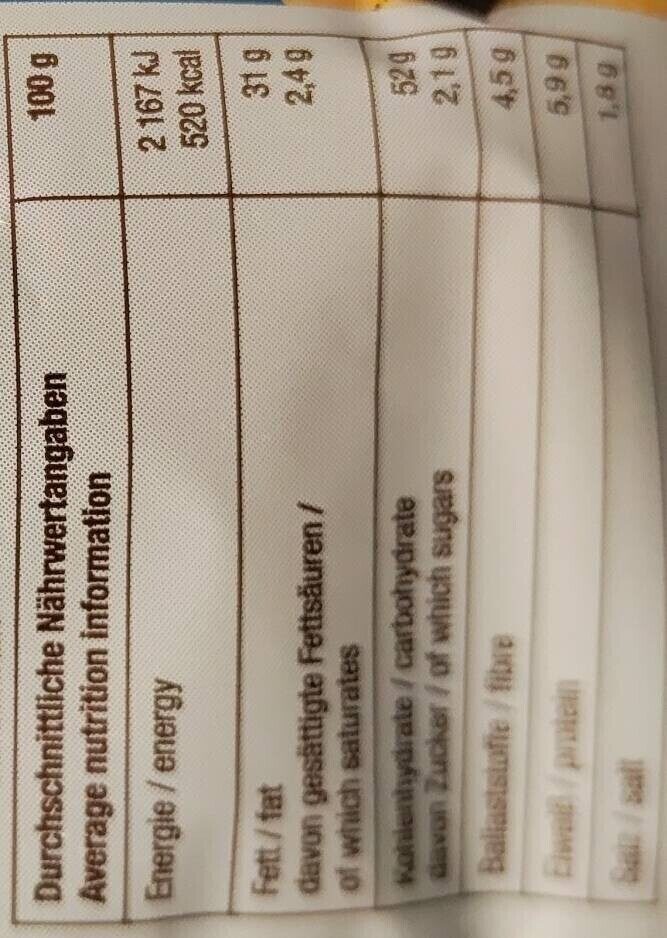 Durchschnittliche Nährwertangaben
Average nutrition information 100 g
Energie / energy 2 167 kJ
520 kcal
Fett / fat 31 g
davon gesättigte Fettsäuren /
of which saturates 2,4 g
Kohlenhydrate / carbohydrate 52 g
davon Zucker / of which sugars 2,1 g
Ballaststoffe / fibre 4,5 g
Eiweiß / protein 5,9 g
Salz / salt 1,8 g